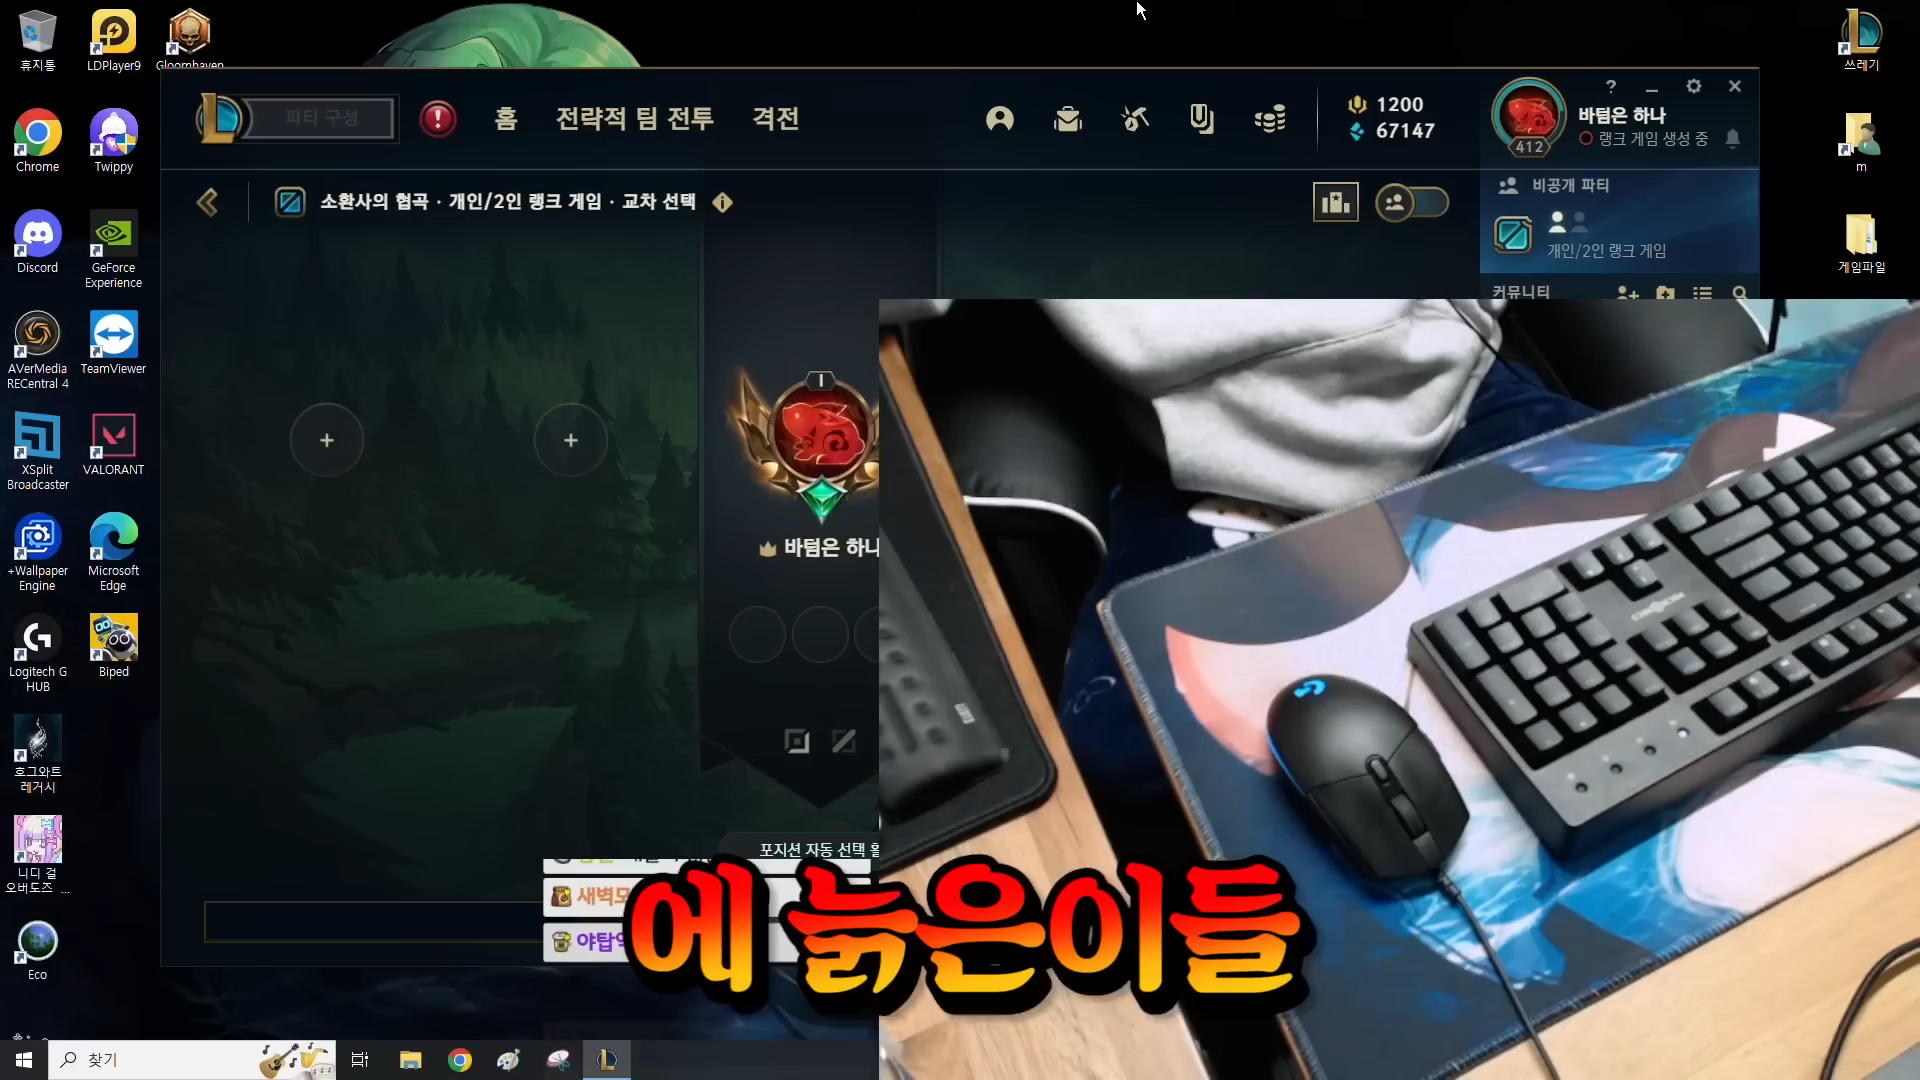 휴지통
LDPlayer9
Gloomhaven
쓰레기
Chrome
Twippy
m
Discord
GeForce
Experience
게임파일
AVerMedia
RECentral 4
TeamViewer
XSplit
Broadcaster
VALORANT
+Wallpaper
Engine
Microsoft
Edge
Logitech G
HUB
Biped
호그와트
레거시
니디 걸
오버도즈 ...
Eco
파티 구성
홈
전략적 팀 전투
격전
1200
67147
412
바텀은 하나
랭크 게임 생성 중
소환사의 협곡 · 개인/2인 랭크 게임 · 교차 선택
비공개 파티
개인/2인 랭크 게임
커뮤니티
I
바텀은 하나
포지션 자동 선택
새벽모
야탑역
에 늙은이들
찾기